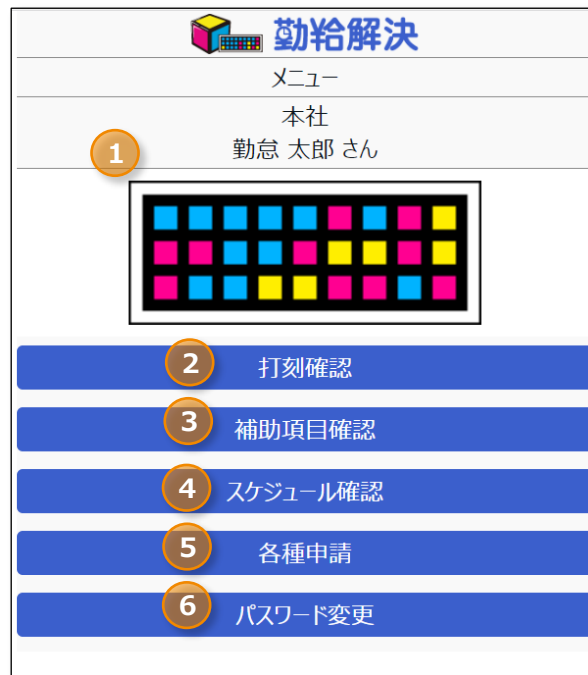 勤給解決
メニュー
本社
勤怠 太郎 さん
1
2 打刻確認
3 補助項目確認
4 スケジュール確認
5 各種申請
6 パスワード変更